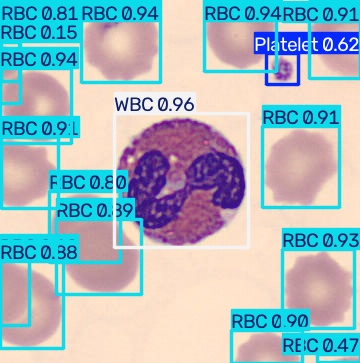 RBC 0.81
RBC 0.94
RBC 0.94
RBC 0.91
RBC 0.15
Platelet 0.62
RBC 0.94
WBC 0.96
RBC 0.91
RBC 0.91
RBC 0.80
RBC 0.89
RBC 0.93
0.88
RBC 0.90
RBC 0.47